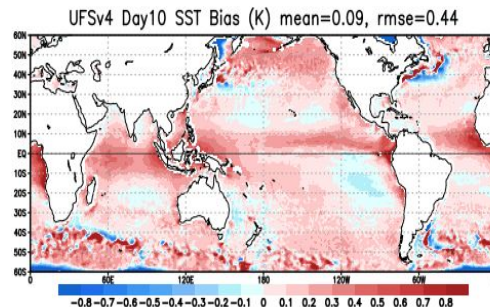 UFSv4 Day10 SST Bias (K) mean=0.09, rmse=0.44
60N
50N
40N
30N
20N
10N
EQ
10S
20S
30S
40S
50S
60S
0 60E 120E 180 120W 60W 0
-0.8 -0.7 -0.6 -0.5 -0.4 -0.3 -0.2 -0.1 0 0.1 0.2 0.3 0.4 0.5 0.6 0.7 0.8